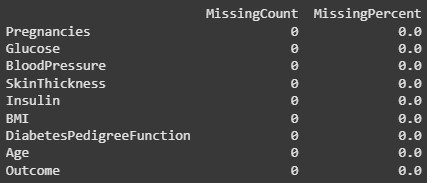 MissingCount MissingPercent
Pregnancies 0 0.0
Glucose 0 0.0
BloodPressure 0 0.0
SkinThickness 0 0.0
Insulin 0 0.0
BMI 0 0.0
DiabetesPedigreeFunction 0 0.0
Age 0 0.0
Outcome 0 0.0